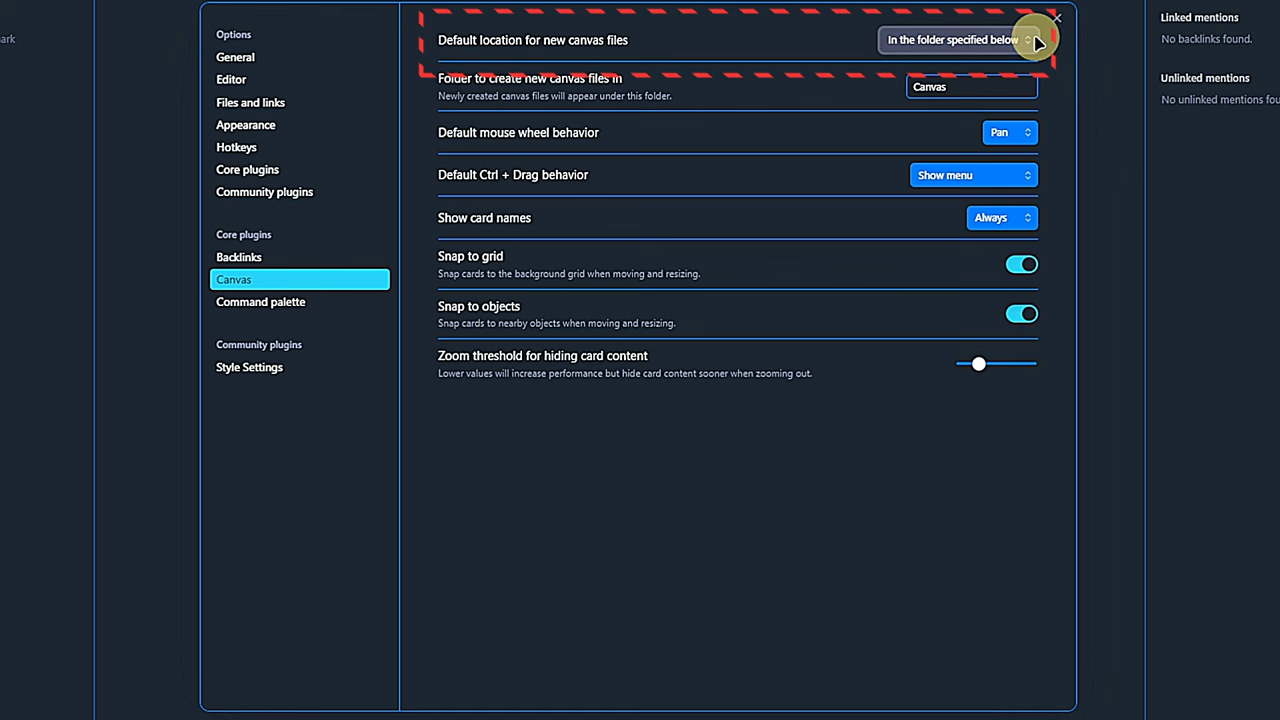 ark
Options
General
Editor
Files and links
Appearance
Hotkeys
Core plugins
Community plugins
Core plugins
Backlinks
Canvas
Command palette
Community plugins
Style Settings
Default location for new canvas files
In the folder specified below
Folder to create new canvas files in
Newly created canvas files will appear under this folder.
Canvas
Default mouse wheel behavior
Pan
Default Ctrl + Drag behavior
Show menu
Show card names
Always
Snap to grid
Snap cards to the background grid when moving and resizing.
Snap to objects
Snap cards to nearby objects when moving and resizing.
Zoom threshold for hiding card content
Lower values will increase performance but hide card content sooner when zooming out.
Linked mentions
No backlinks found.
Unlinked mentions
No unlinked mentions fou